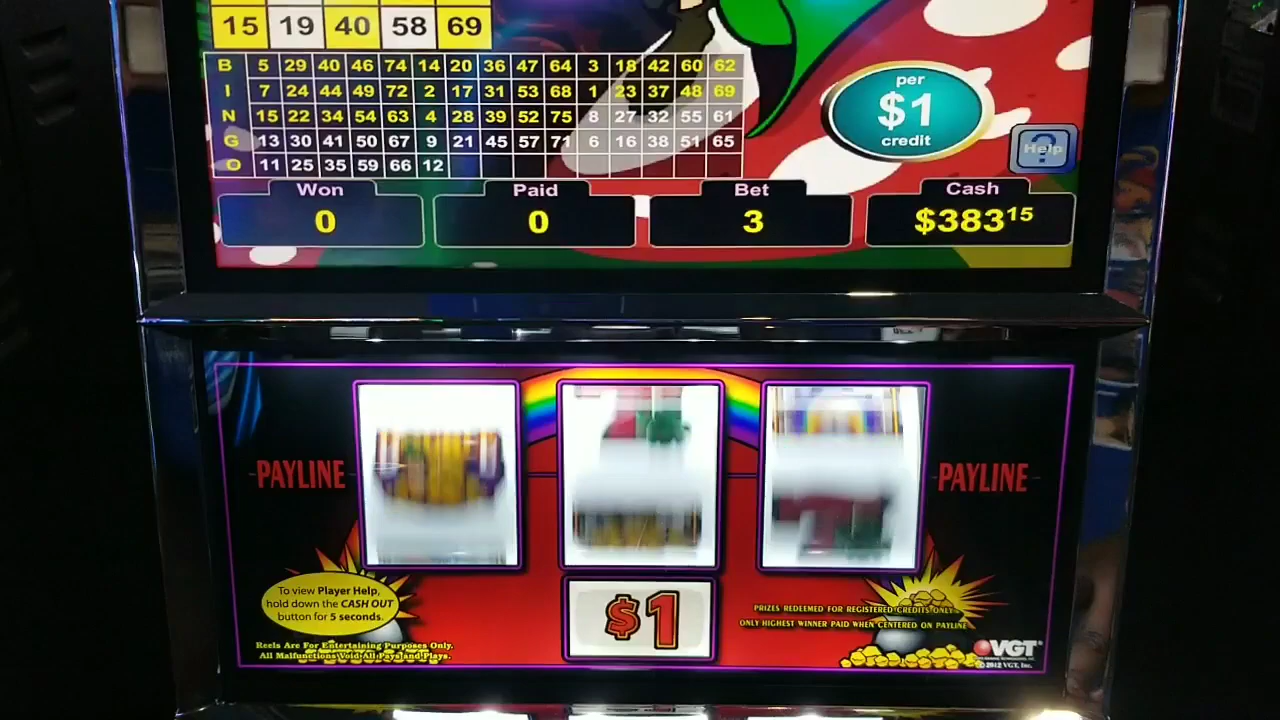 15 19 40 58 69
B 5 29 40 46 74 14 20 36 47 64 3 18 42 60 62
I 7 24 44 49 72 2 17 31 53 68 1 23 37 48 69
N 15 22 34 54 63 4 28 39 52 75 8 27 32 55 61
G 13 30 41 50 67 9 21 45 57 71 6 16 38 51 65
O 11 25 35 59 66 12
per
$1
credit
Help
?
Won Paid Bet Cash
0 0 3 $383 15
PAYLINE PAYLINE
To view Player Help,
hold down the CASH OUT
button for 5 seconds.
$1
PRIZES REDEEMED FOR REGISTERED CREDITS ONLY
ONLY HIGHEST WINNER PAID WHEN CENTERED ON PAYLINE
Reels Are For Entertaining Purposes Only.
All Malfunctions Void All Pays and Plays.
VGT®
© 2012 VGT, Inc.